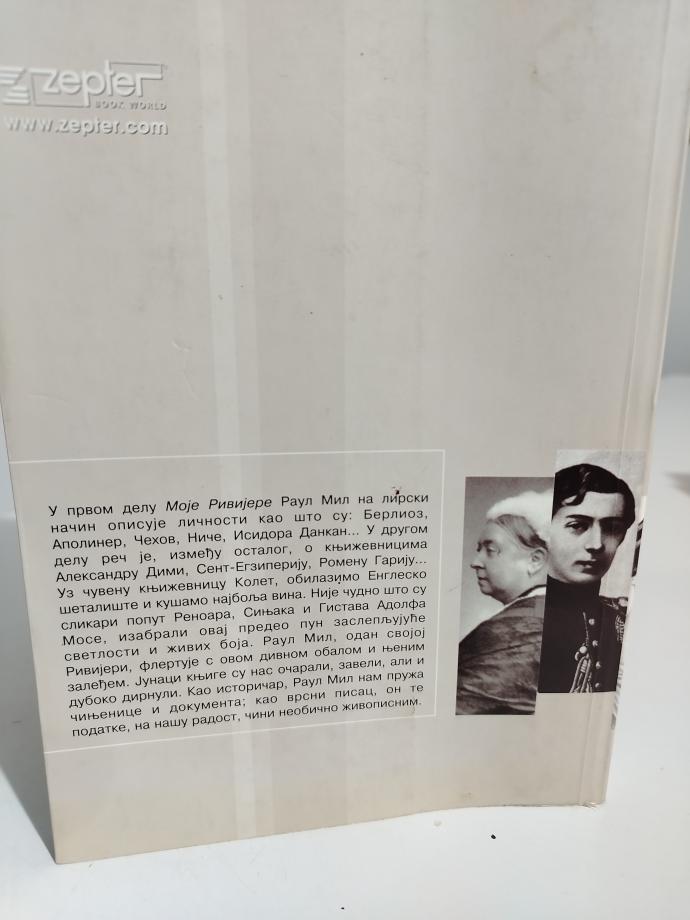 zepter
BOOK WORLD
www.zepter.com
У првом делу Моје Ривијере Раул Мил на лирски
начин описује личности као што су: Берлиоз,
Аполинер, Чехов, Ниче, Исидора Данкан... У другом
делу реч је, између осталог, о књижевницима
Александру Дими, Сент-Егзиперију, Ромену Гарију...
Уз чувену књижевницу Колет, обилазимо Енглеско
шеталиште и кушамо најбоља вина. Није чудно што су
сликари попут Реноара, Сињака и Гистава Адолфа
Мосе, изабрали овај предео пун заслепљујуће
светлости и живих боја. Раул Мил, одан својој
Ривијери, флертује с овом дивном обалом и њеним
залеђем. Јунаци књиге су нас очарали, завели, али и
дубоко дирнули. Као историчар, Раул Мил нам пружа
чињенице и документа; као врсни писац, он те
податке, на нашу радост, чини необично живописним.